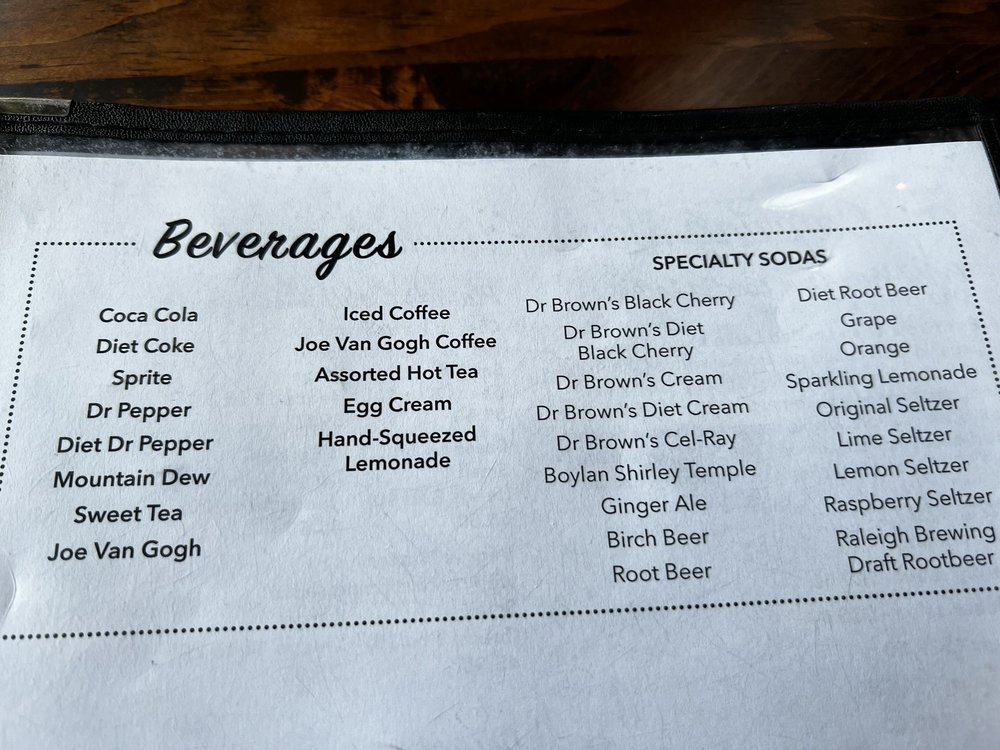 Beverages
Coca Cola
Diet Coke
Sprite
Dr Pepper
Diet Dr Pepper
Mountain Dew
Sweet Tea
Joe Van Gogh
Iced Coffee
Joe Van Gogh Coffee
Assorted Hot Tea
Egg Cream
Hand-Squeezed
Lemonade
SPECIALTY SODAS
Dr Brown's Black Cherry
Dr Brown's Diet
Black Cherry
Dr Brown's Cream
Dr Brown's Diet Cream
Dr Brown's Cel-Ray
Boylan Shirley Temple
Ginger Ale
Birch Beer
Root Beer
Diet Root Beer
Grape
Orange
Sparkling Lemonade
Original Seltzer
Lime Seltzer
Lemon Seltzer
Raspberry Seltzer
Raleigh Brewing
Draft Rootbeer